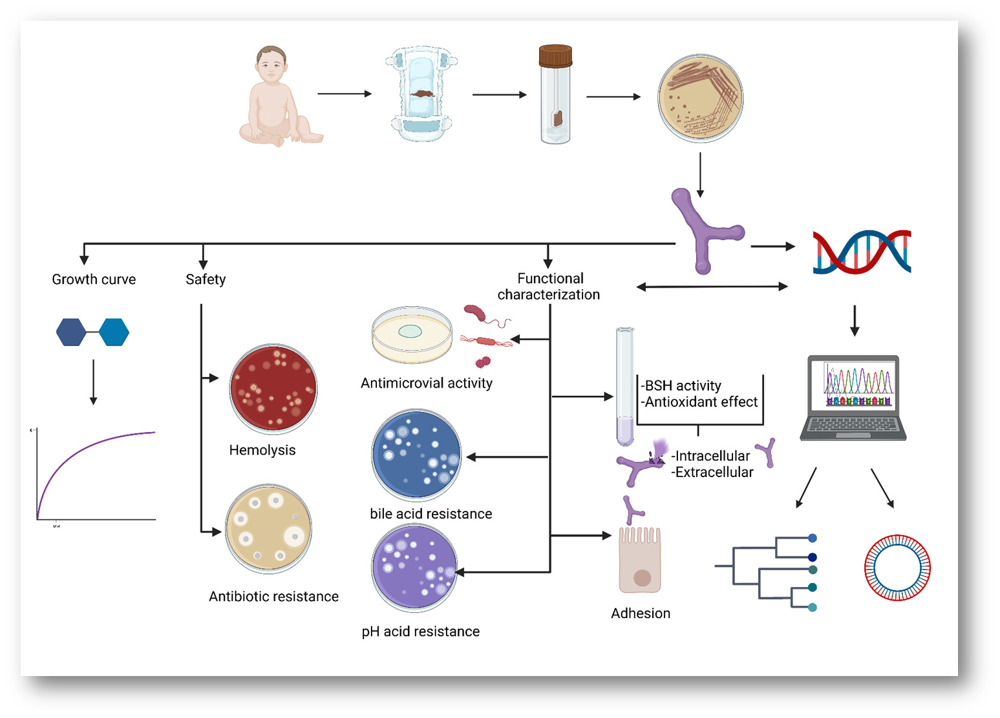 Growth curve
Safety
Functional
characterization
Antimicrovial activity
-BSH activity
-Antioxidant effect
Hemolysis
-Intracellular
-Extracellular
bile acid resistance
Antibiotic resistance
Adhesion
pH acid resistance